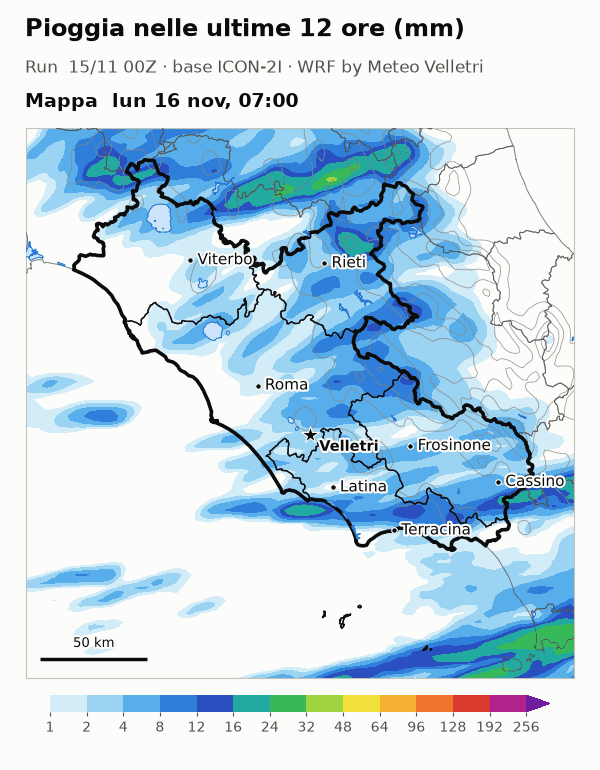 Pioggia nelle ultime 12 ore (mm)
Run  15/11 00Z · base ICON-2I · WRF by Meteo Velletri
Mappa  lun 16 nov, 07:00
Viterbo
Rieti
Roma
Velletri
Frosinone
Latina
Cassino
Terracina
50 km
1 2 4 8 12 16 24 32 48 64 96 128 192 256